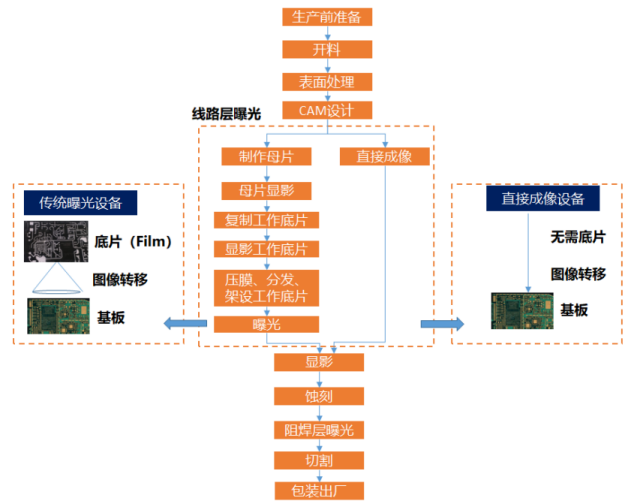 生产前准备
开料
表面处理
CAM设计
线路层曝光
制作母片
直接成像
母片显影
复制工作底片
显影工作底片
压膜、分发、
架设工作底片
曝光
传统曝光设备
底片（Film）
图像转移
基板
直接成像设备
无需底片
图像转移
基板
显影
蚀刻
阻焊层曝光
切割
包装出厂